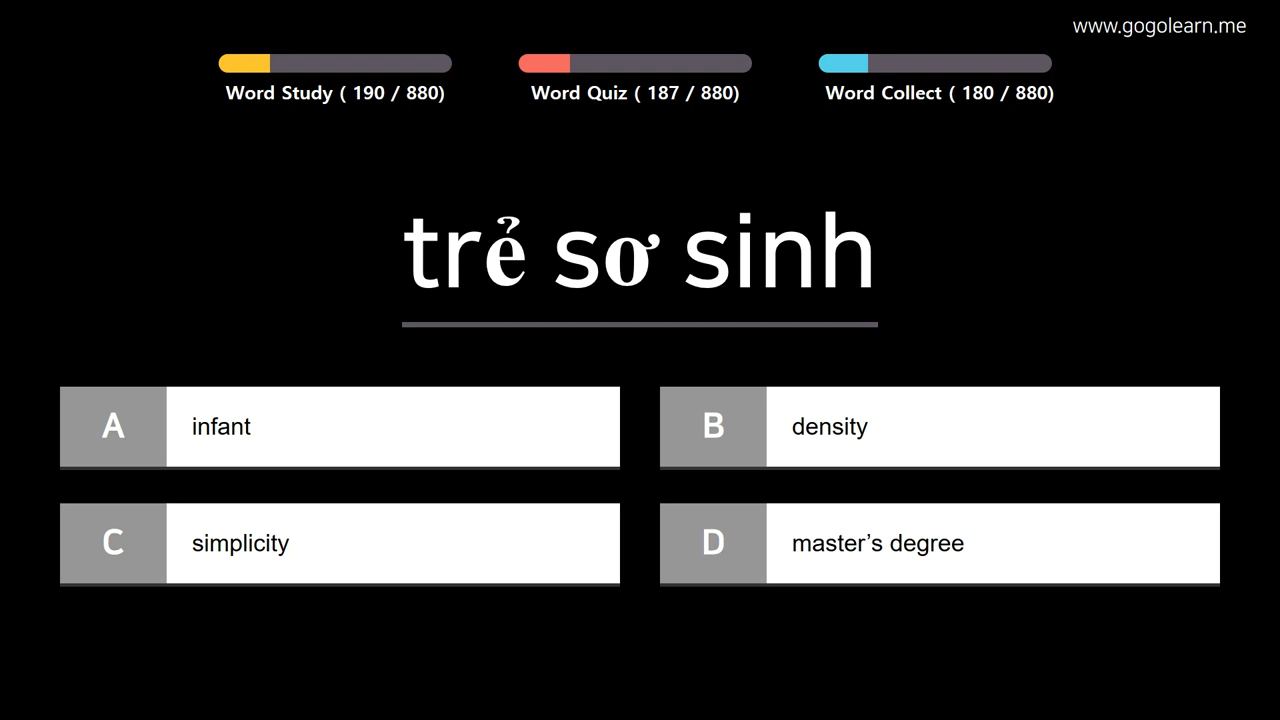 www.gogolearn.me
Word Study ( 190 / 880)
Word Quiz ( 187 / 880)
Word Collect ( 180 / 880)
trẻ sơ sinh
A infant
B density
C simplicity
D master’s degree